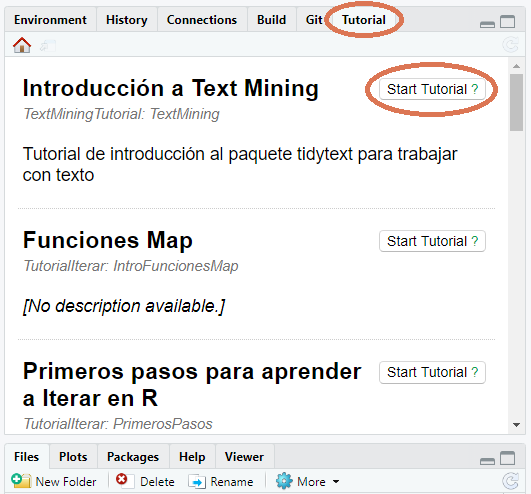 Environment History Connections Build Git Tutorial
Introducción a Text Mining
Start Tutorial ?
TextMiningTutorial: TextMining
Tutorial de introducción al paquete tidytext para trabajar
con texto
Funciones Map
Start Tutorial ?
TutorialIterar: IntroFuncionesMap
[No description available.]
Primeros pasos para aprender
a Iterar en R
Start Tutorial ?
TutorialIterar: PrimerosPasos
Files Plots Packages Help Viewer
New Folder Delete Rename More